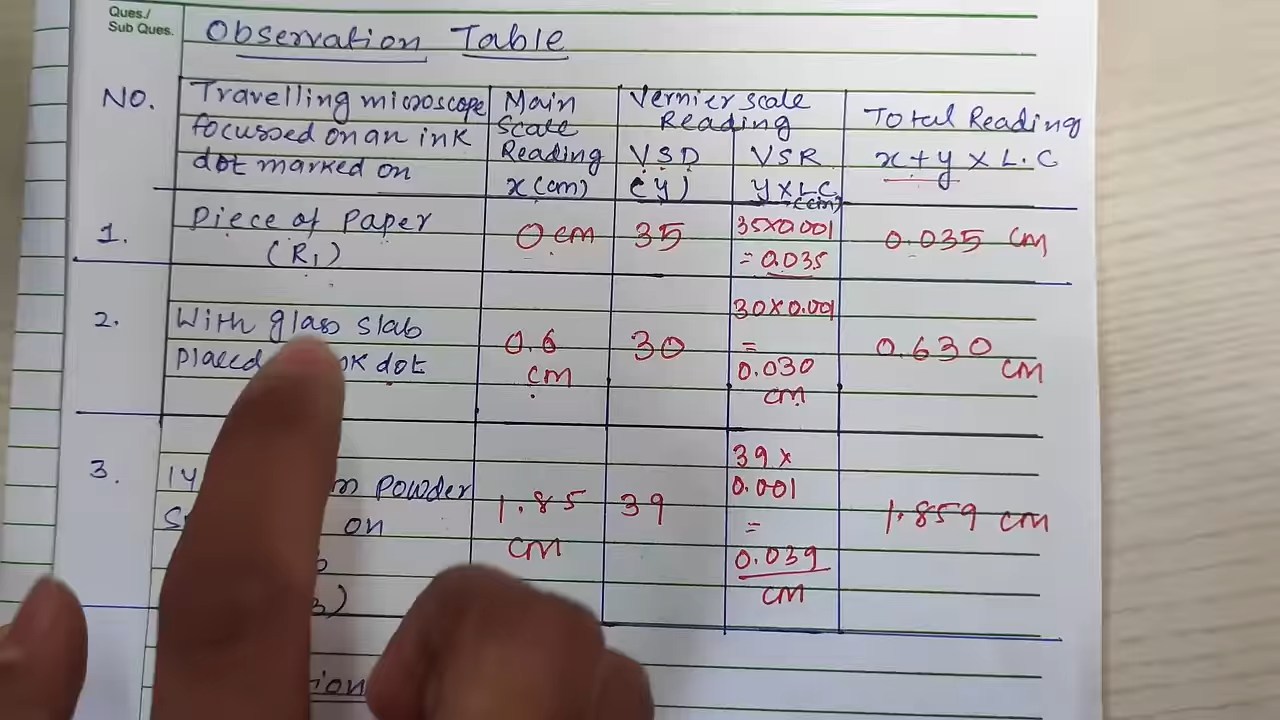 Ques./
Sub Ques.
Observation Table
NO.
Travelling microscope
focussed on an ink
dot marked on
Main
Scale
Reading
x (cm)
Vernier scale
Reading
VSD
(y)
VSR
y x L.C
(cm)
Total Reading
x + y x L.C
1.
Piece of Paper
(R1)
0 cm
35
35x0.001
= 0.035
0.035 cm
2.
With glass slab
placed dot
0.6
cm
30
30x0.001
=
0.030
cm
0.630
cm
3.
Powder
on
1.85
cm
39
39 x
0.001
=
0.039
cm
1.859 cm